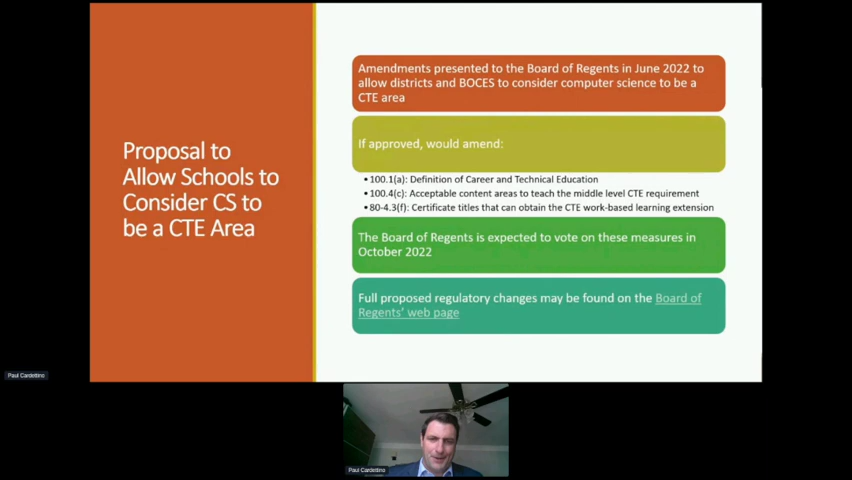 Proposal to
Allow Schools to
Consider CS to
be a CTE Area
Amendments presented to the Board of Regents in June 2022 to
allow districts and BOCES to consider computer science to be a
CTE area
If approved, would amend:
• 100.1(a): Definition of Career and Technical Education
• 100.4(c): Acceptable content areas to teach the middle level CTE requirement
• 80-4.3(f): Certificate titles that can obtain the CTE work-based learning extension
The Board of Regents is expected to vote on these measures in
October 2022
Full proposed regulatory changes may be found on the Board of
Regents' web page
Paul Cardettino
Paul Cardettino